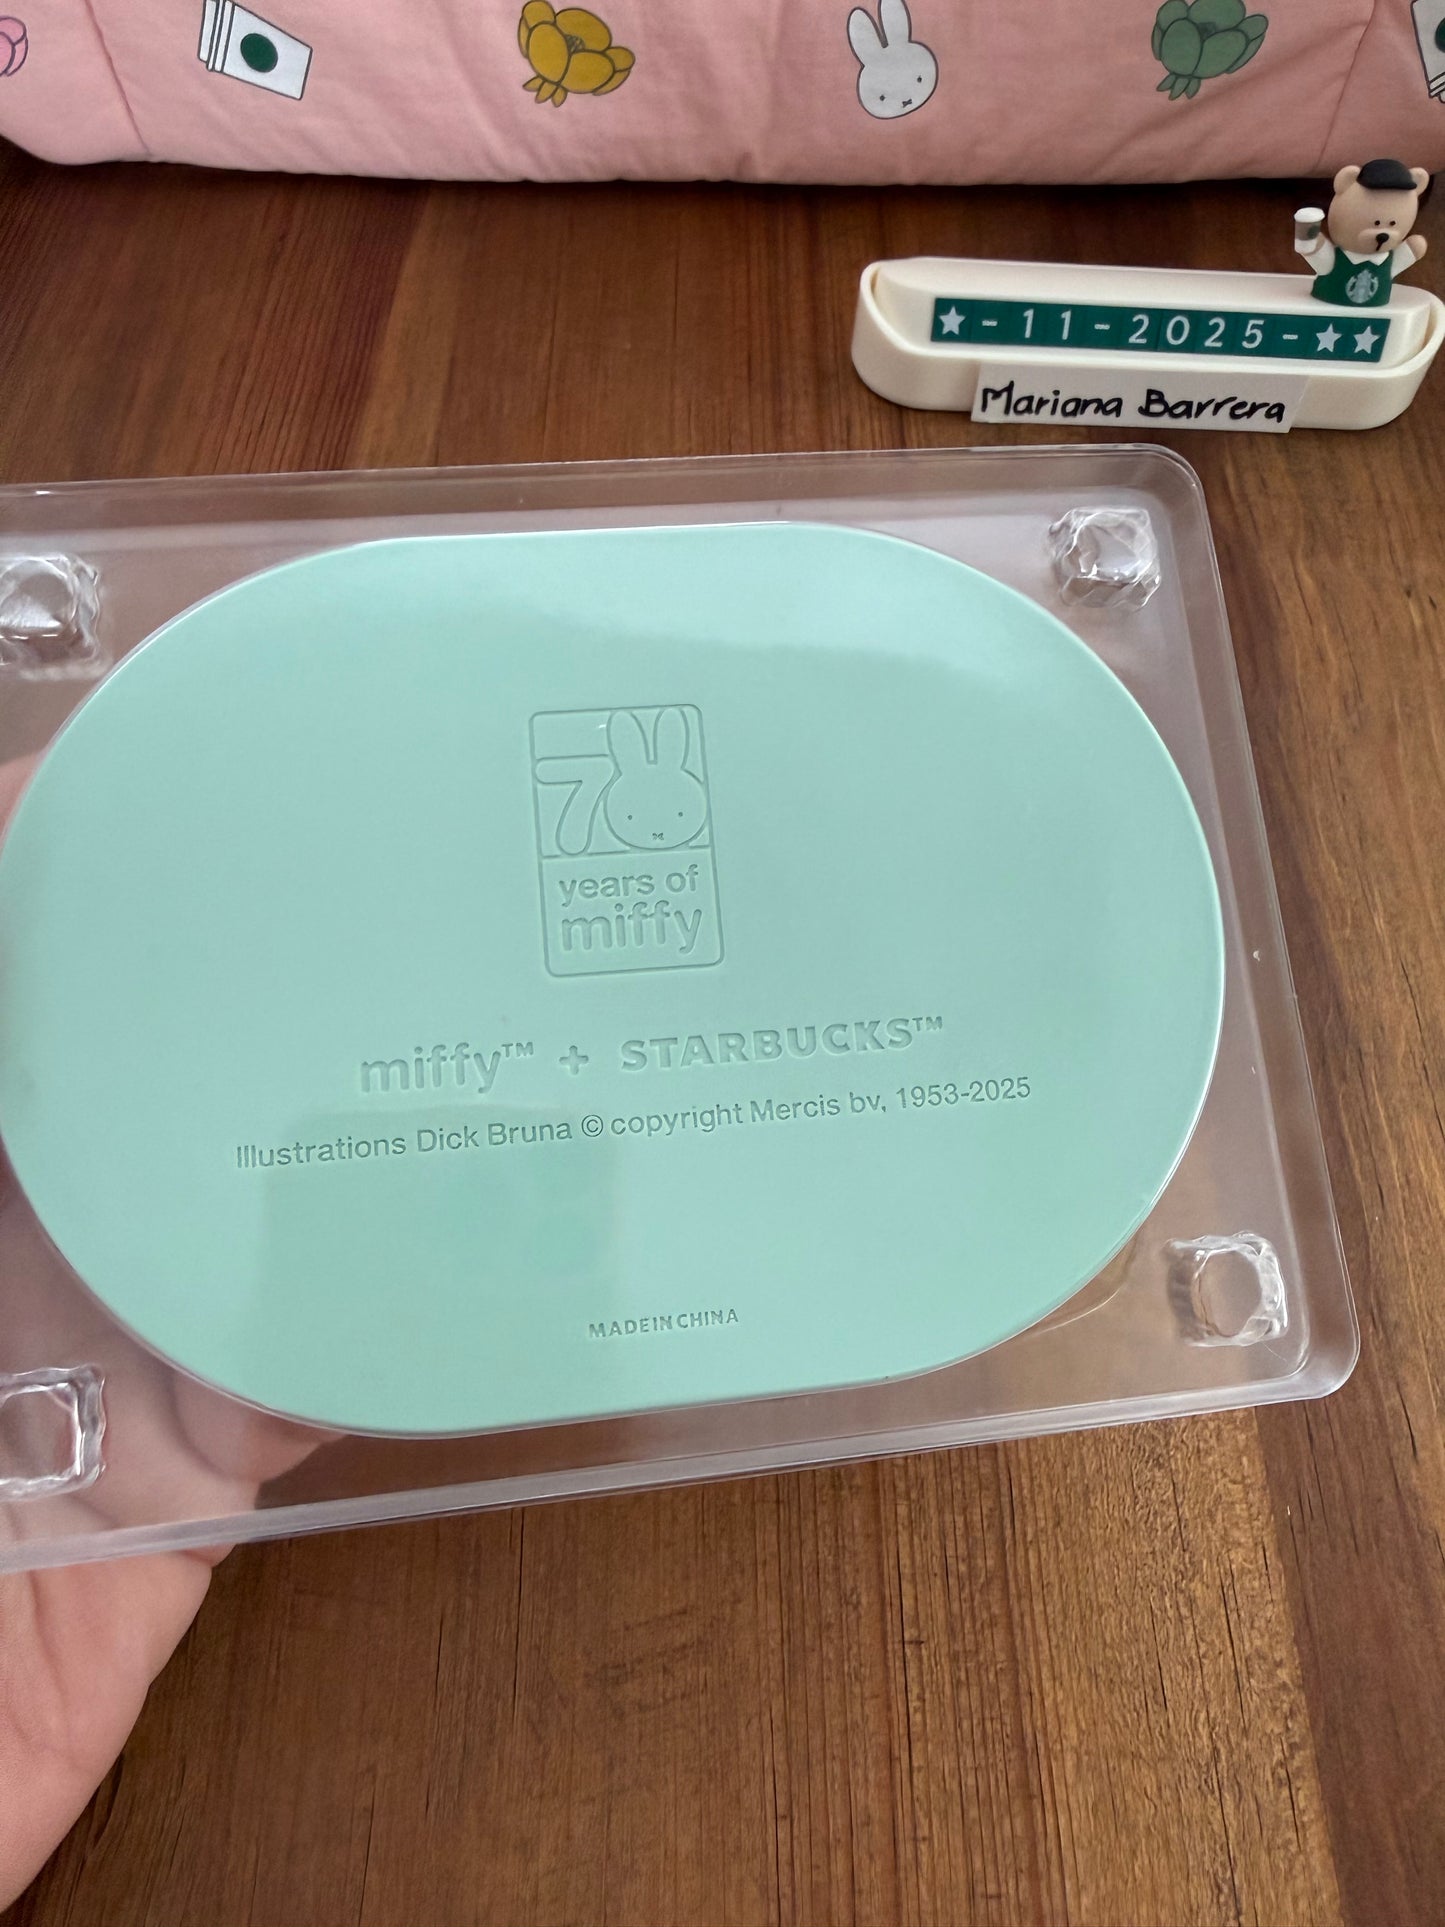 ★-11-2025-★★
Mariana Barrera
70
years of
miffy
miffy™ + STARBUCKS™
Illustrations Dick Bruna © copyright Mercis bv, 1953-2025
MADE IN CHINA